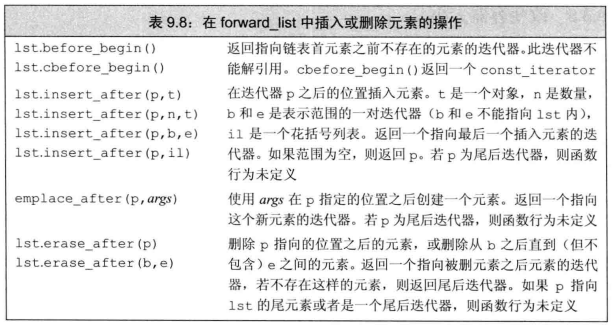 表 9.8：在 forward_list 中插入或删除元素的操作
lst.before_begin() 返回指向链表首元素之前不存在的元素的迭代器。此迭代器不
lst.cbefore_begin() 能解引用。cbefore_begin()返回一个 const_iterator
lst.insert_after(p,t) 在迭代器 p 之后的位置插入元素。t 是一个对象，n 是数量，
lst.insert_after(p,n,t) b 和 e 是表示范围的一对迭代器（b 和 e 不能指向 lst 内），
lst.insert_after(p,b,e) il 是一个花括号列表。返回一个指向最后一个插入元素的迭
lst.insert_after(p,il) 代器。如果范围为空，则返回 p。若 p 为尾后迭代器，则函数
行为未定义
emplace_after(p,args) 使用 args 在 p 指定的位置之后创建一个元素。返回一个指向
这个新元素的迭代器。若 p 为尾后迭代器，则函数行为未定义
lst.erase_after(p) 删除 p 指向的位置之后的元素，或删除从 b 之后直到（但不
lst.erase_after(b,e) 包含）e 之间的元素。返回一个指向被删元素之后元素的迭代
器，若不存在这样的元素，则返回尾后迭代器。如果 p 指向
lst 的尾元素或者是一个尾后迭代器，则函数行为未定义